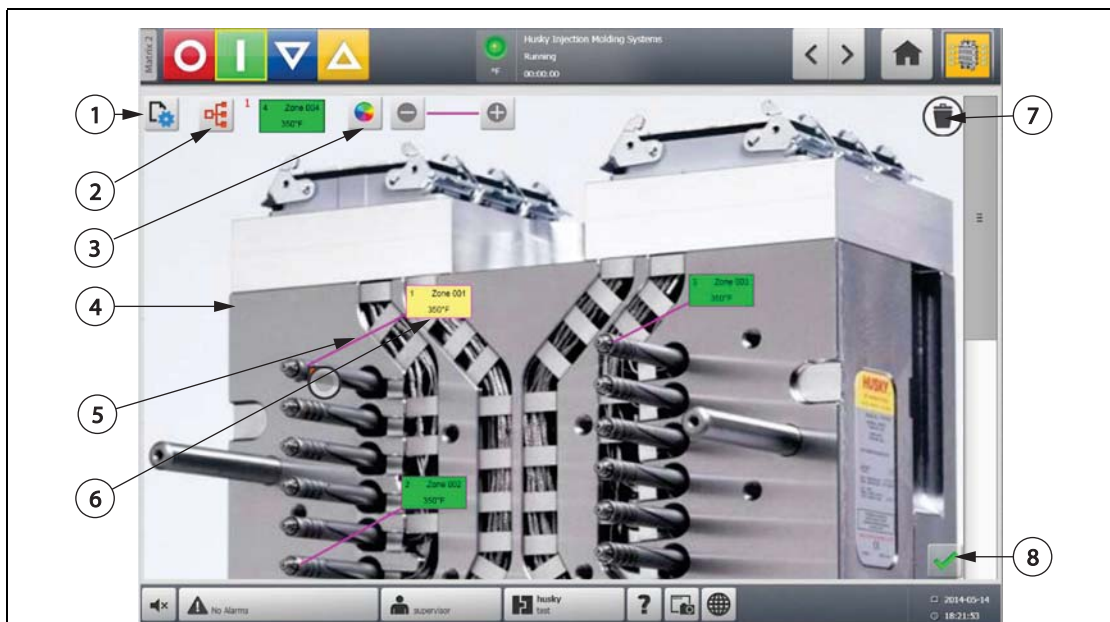 Matrix 2
°F
Husky Injection Molding Systems
Running
00:00.00
1
2
3
4
5
6
7
8
1
4 Zone 004
350°F
1 Zone 001
350°F
3 Zone 003
350°F
2 Zone 002
350°F
HUSKY
No Alarms
supervisor
husky
test
?
2014-05-14
18:21:53